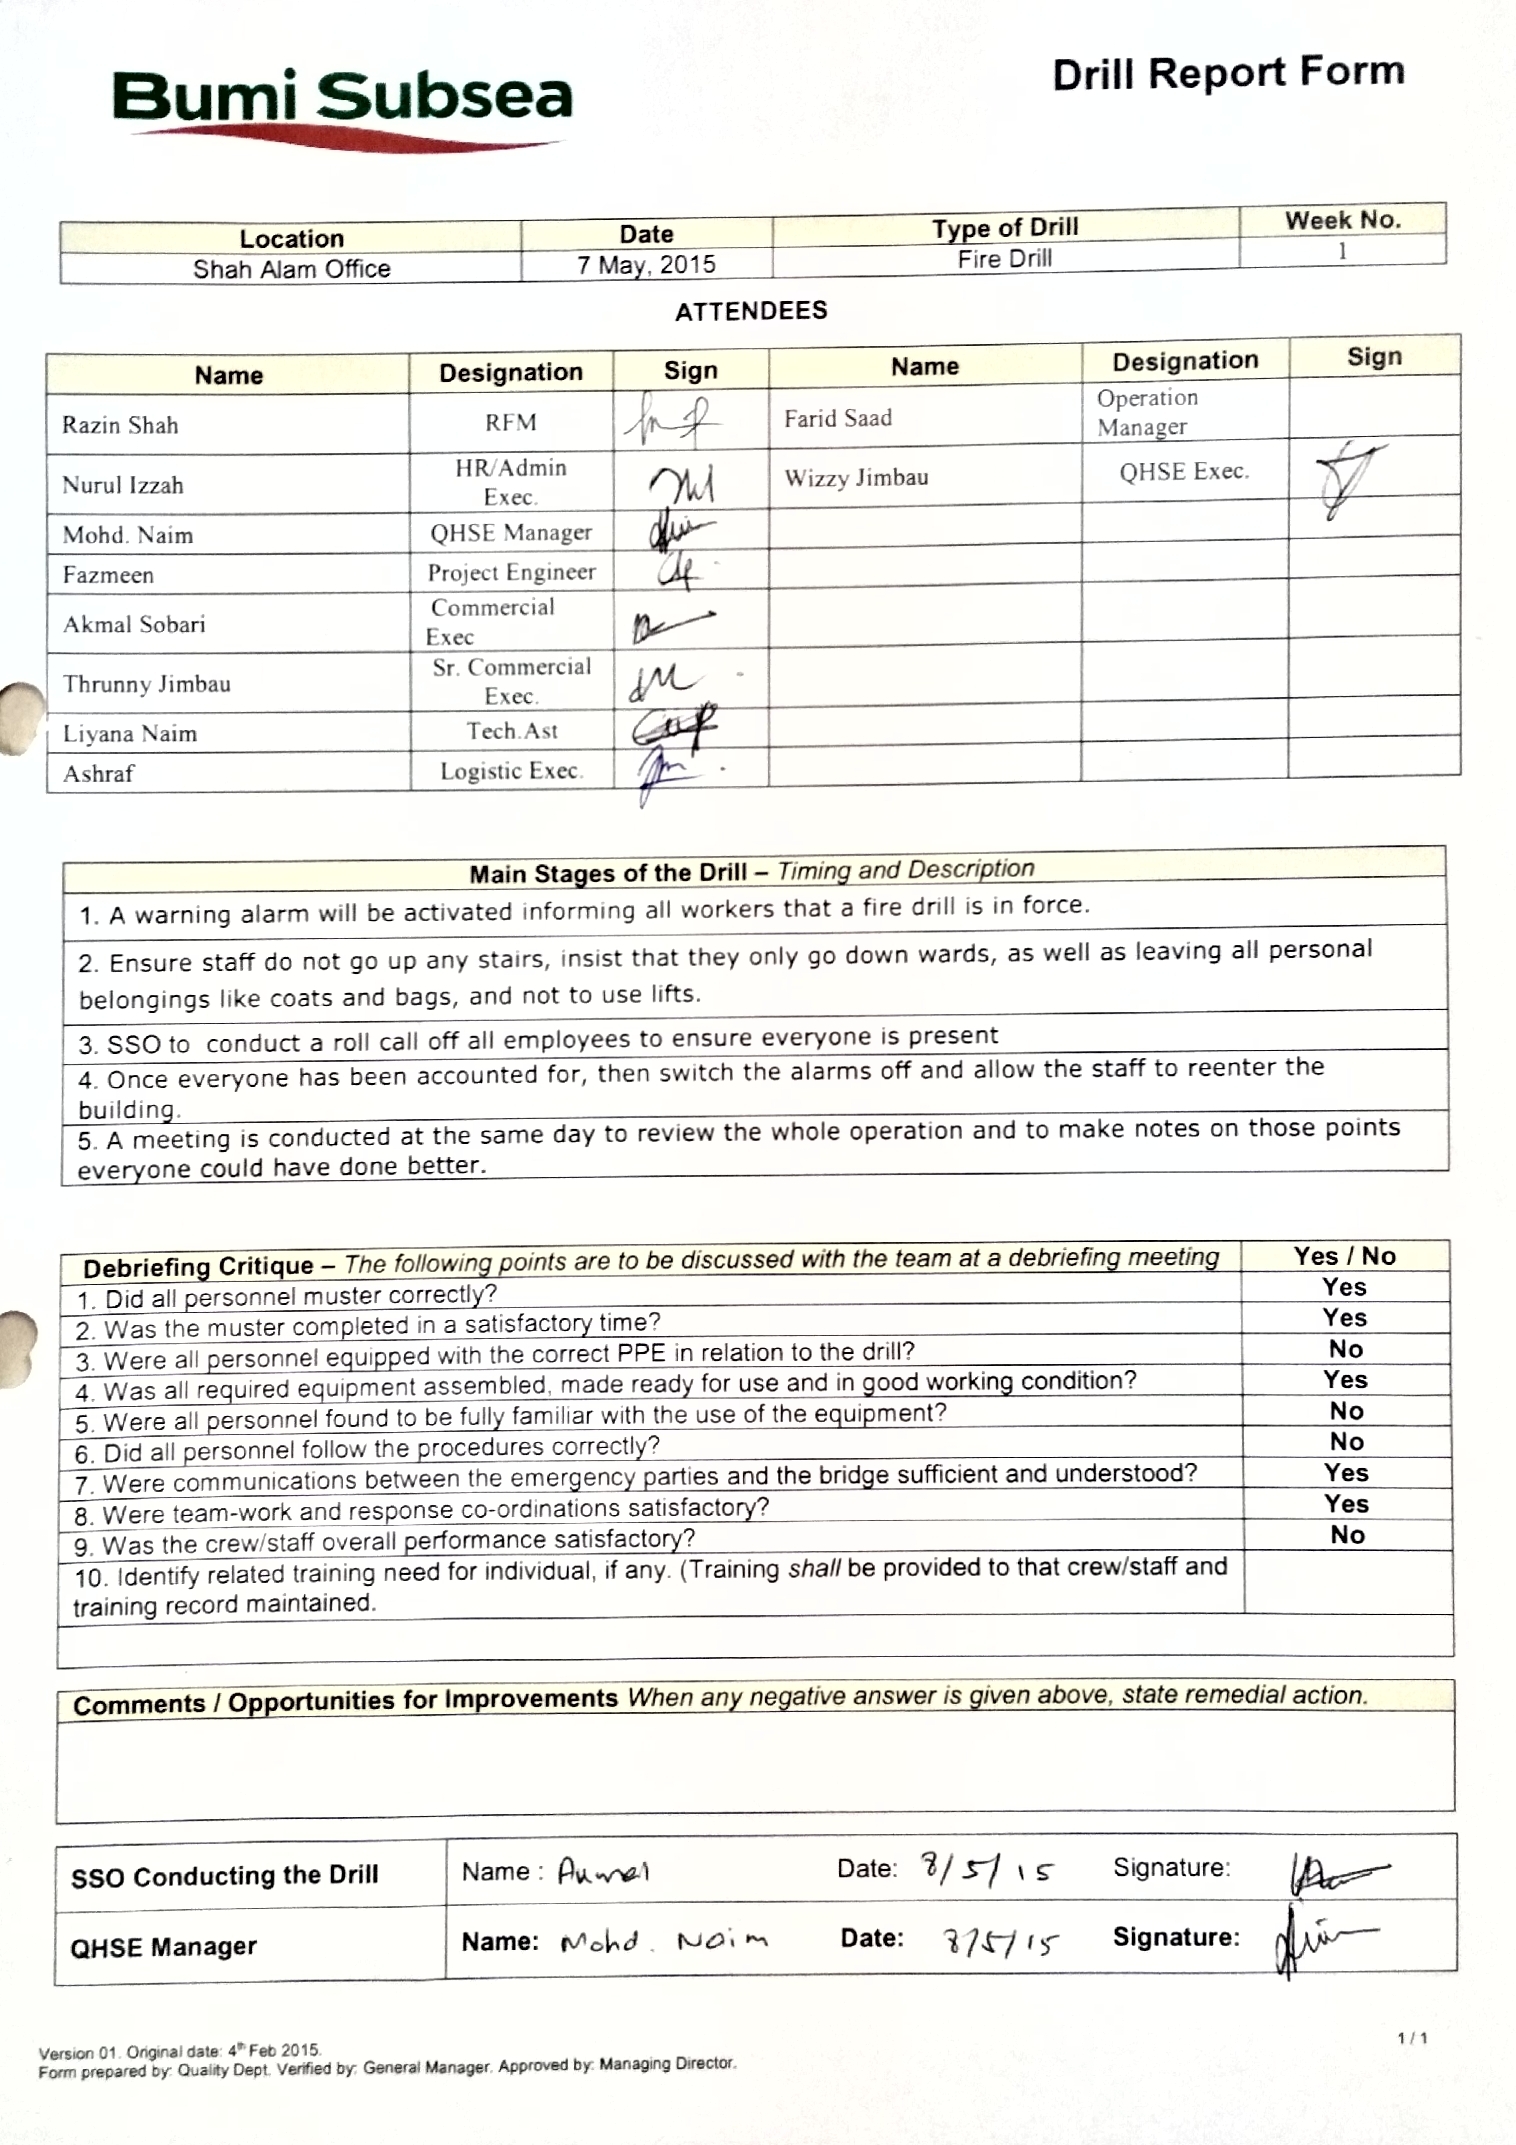 Bumi Subsea
Drill Report Form
Location Date Type of Drill Week No.
Shah Alam Office 7 May, 2015 Fire Drill 1
ATTENDEES
Name Designation Sign Name Designation Sign
Razin Shah RFM Farid Saad Operation
Manager
Nurul Izzah HR/Admin
Exec. Wizzy Jimbau QHSE Exec.
Mohd. Naim QHSE Manager
Fazmeen Project Engineer
Akmal Sobari Commercial
Exec
Thrunny Jimbau Sr. Commercial
Exec.
Liyana Naim Tech.Ast
Ashraf Logistic Exec.
Main Stages of the Drill – Timing and Description
1. A warning alarm will be activated informing all workers that a fire drill is in force.
2. Ensure staff do not go up any stairs, insist that they only go down wards, as well as leaving all personal
belongings like coats and bags, and not to use lifts.
3. SSO to conduct a roll call off all employees to ensure everyone is present
4. Once everyone has been accounted for, then switch the alarms off and allow the staff to reenter the
building.
5. A meeting is conducted at the same day to review the whole operation and to make notes on those points
everyone could have done better.
Debriefing Critique – The following points are to be discussed with the team at a debriefing meeting Yes / No
1. Did all personnel muster correctly? Yes
2. Was the muster completed in a satisfactory time? Yes
3. Were all personnel equipped with the correct PPE in relation to the drill? No
4. Was all required equipment assembled, made ready for use and in good working condition? Yes
5. Were all personnel found to be fully familiar with the use of the equipment? No
6. Did all personnel follow the procedures correctly? No
7. Were communications between the emergency parties and the bridge sufficient and understood? Yes
8. Were team-work and response co-ordinations satisfactory? Yes
9. Was the crew/staff overall performance satisfactory? No
10. Identify related training need for individual, if any. (Training shall be provided to that crew/staff and
training record maintained.
Comments / Opportunities for Improvements When any negative answer is given above, state remedial action.
SSO Conducting the Drill Name : Date: 8/5/15 Signature:
QHSE Manager Name: Mohd. Naim Date: 8/5/15 Signature:
Version 01. Original date: 4th Feb 2015.
Form prepared by: Quality Dept. Verified by: General Manager. Approved by: Managing Director.
1 / 1